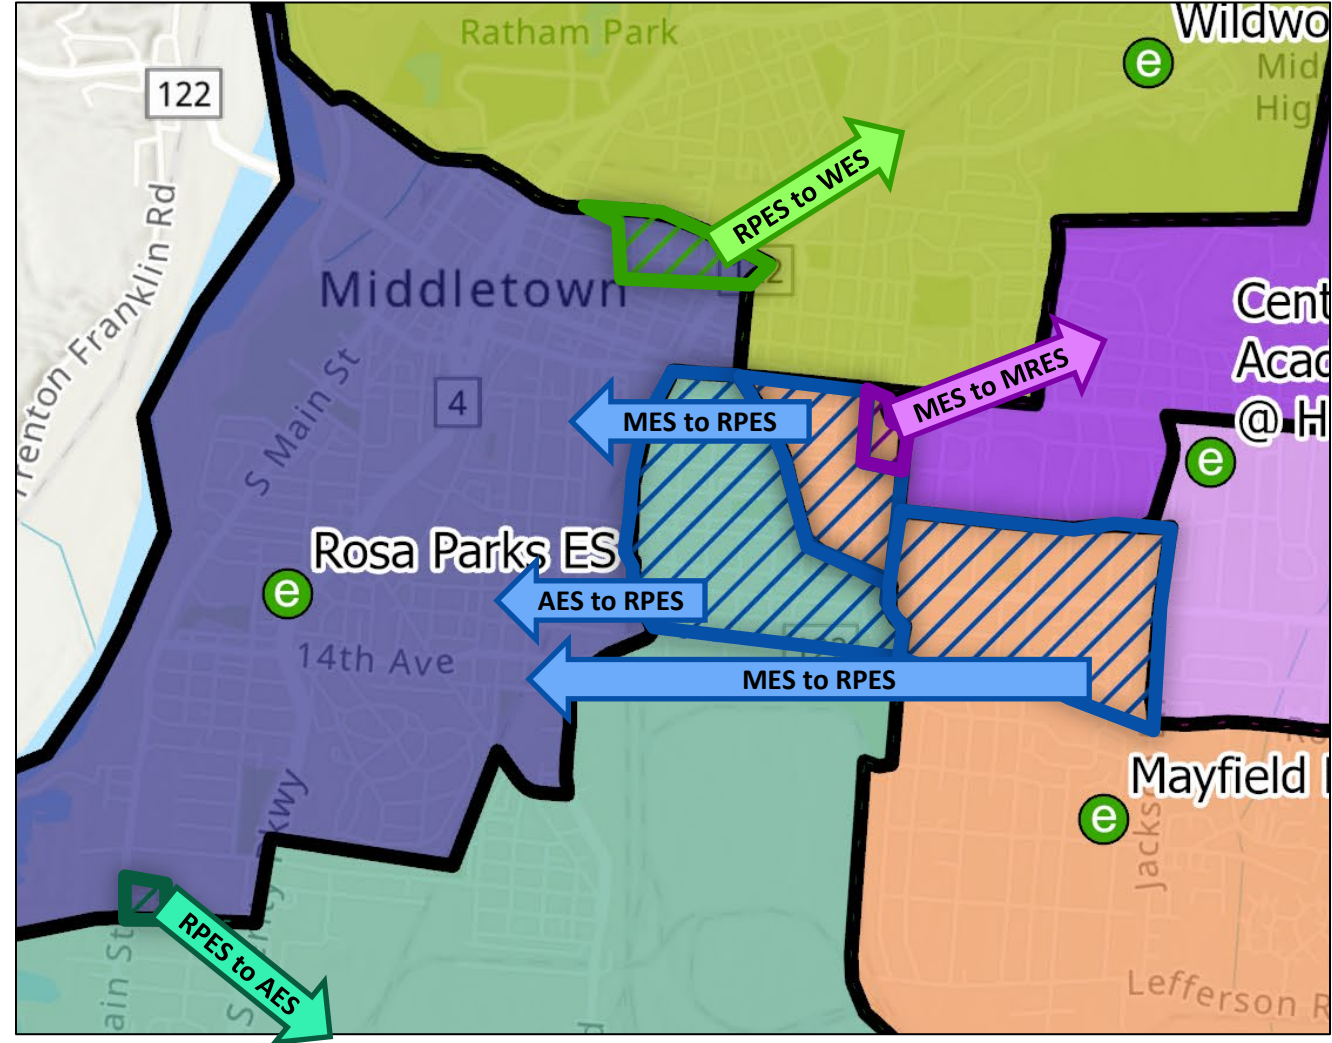 Ratham Park
Wildwo
e
Mid
Hig
122
RPES to WES
Trenton Franklin Rd
Middletown
2
Cent
Acad
@ H
e
MES to MRES
S Main St
4
MES to RPES
Rosa Parks ES
e
AES to RPES
14th Ave
MES to RPES
Mayfield
e
Jacks
kwy
RPES to AES
ain St
S
Lefferson R
d